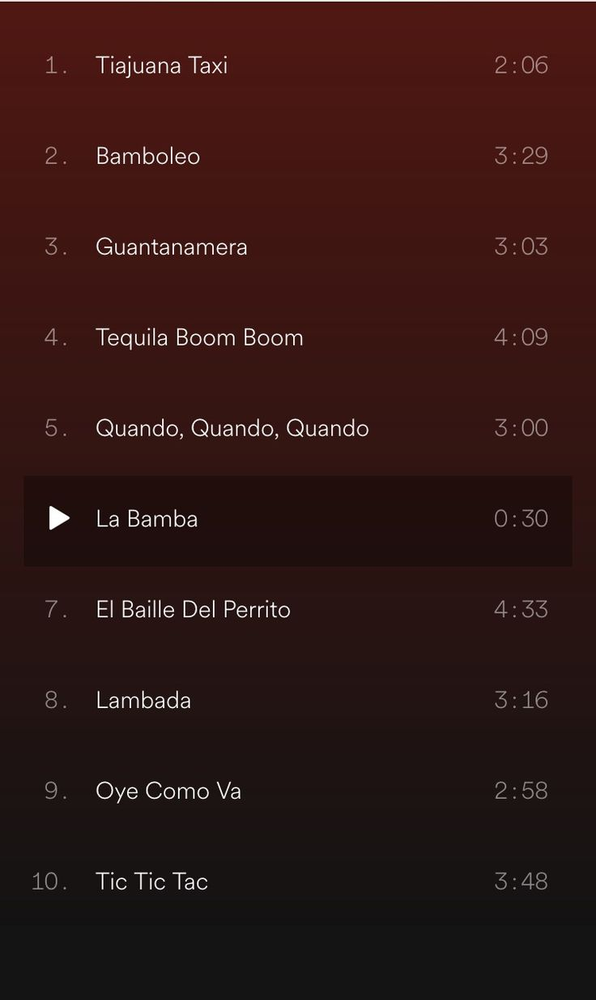 1. Tiajuana Taxi 2:06
2. Bamboleo 3:29
3. Guantanamera 3:03
4. Tequila Boom Boom 4:09
5. Quando, Quando, Quando 3:00
La Bamba 0:30
7. El Baille Del Perrito 4:33
8. Lambada 3:16
9. Oye Como Va 2:58
10. Tic Tic Tac 3:48